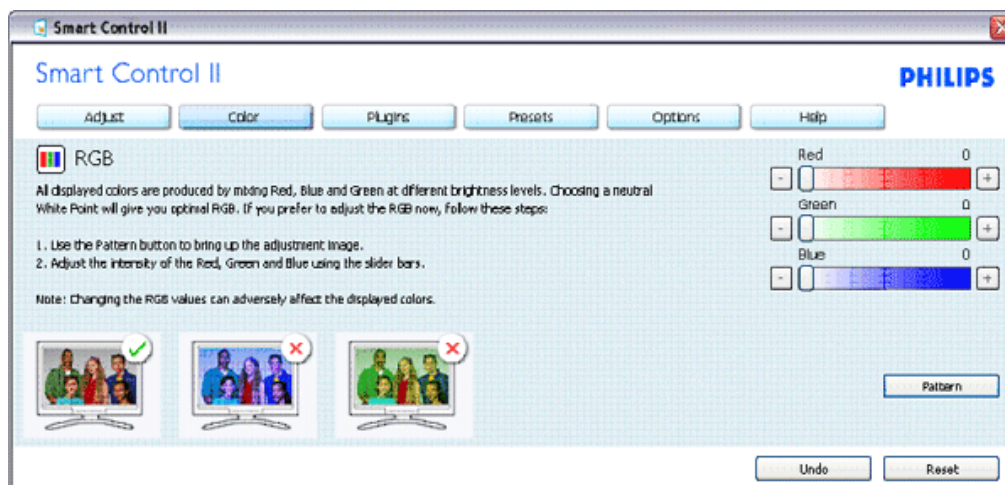 Smart Control II
Smart Control II
PHILIPS
Adjust Color Plugins Presets Options Help
RGB
All displayed colors are produced by mixing Red, Blue and Green at different brightness levels. Choosing a neutral
White Point will give you optimal RGB. If you prefer to adjust the RGB now, follow these steps:
1. Use the Pattern button to bring up the adjustment image.
2. Adjust the intensity of the Red, Green and Blue using the slider bars.
Note: Changing the RGB values can adversely affect the displayed colors.
Red 0
- +
Green 0
- +
Blue 0
- +
Pattern
Undo Reset